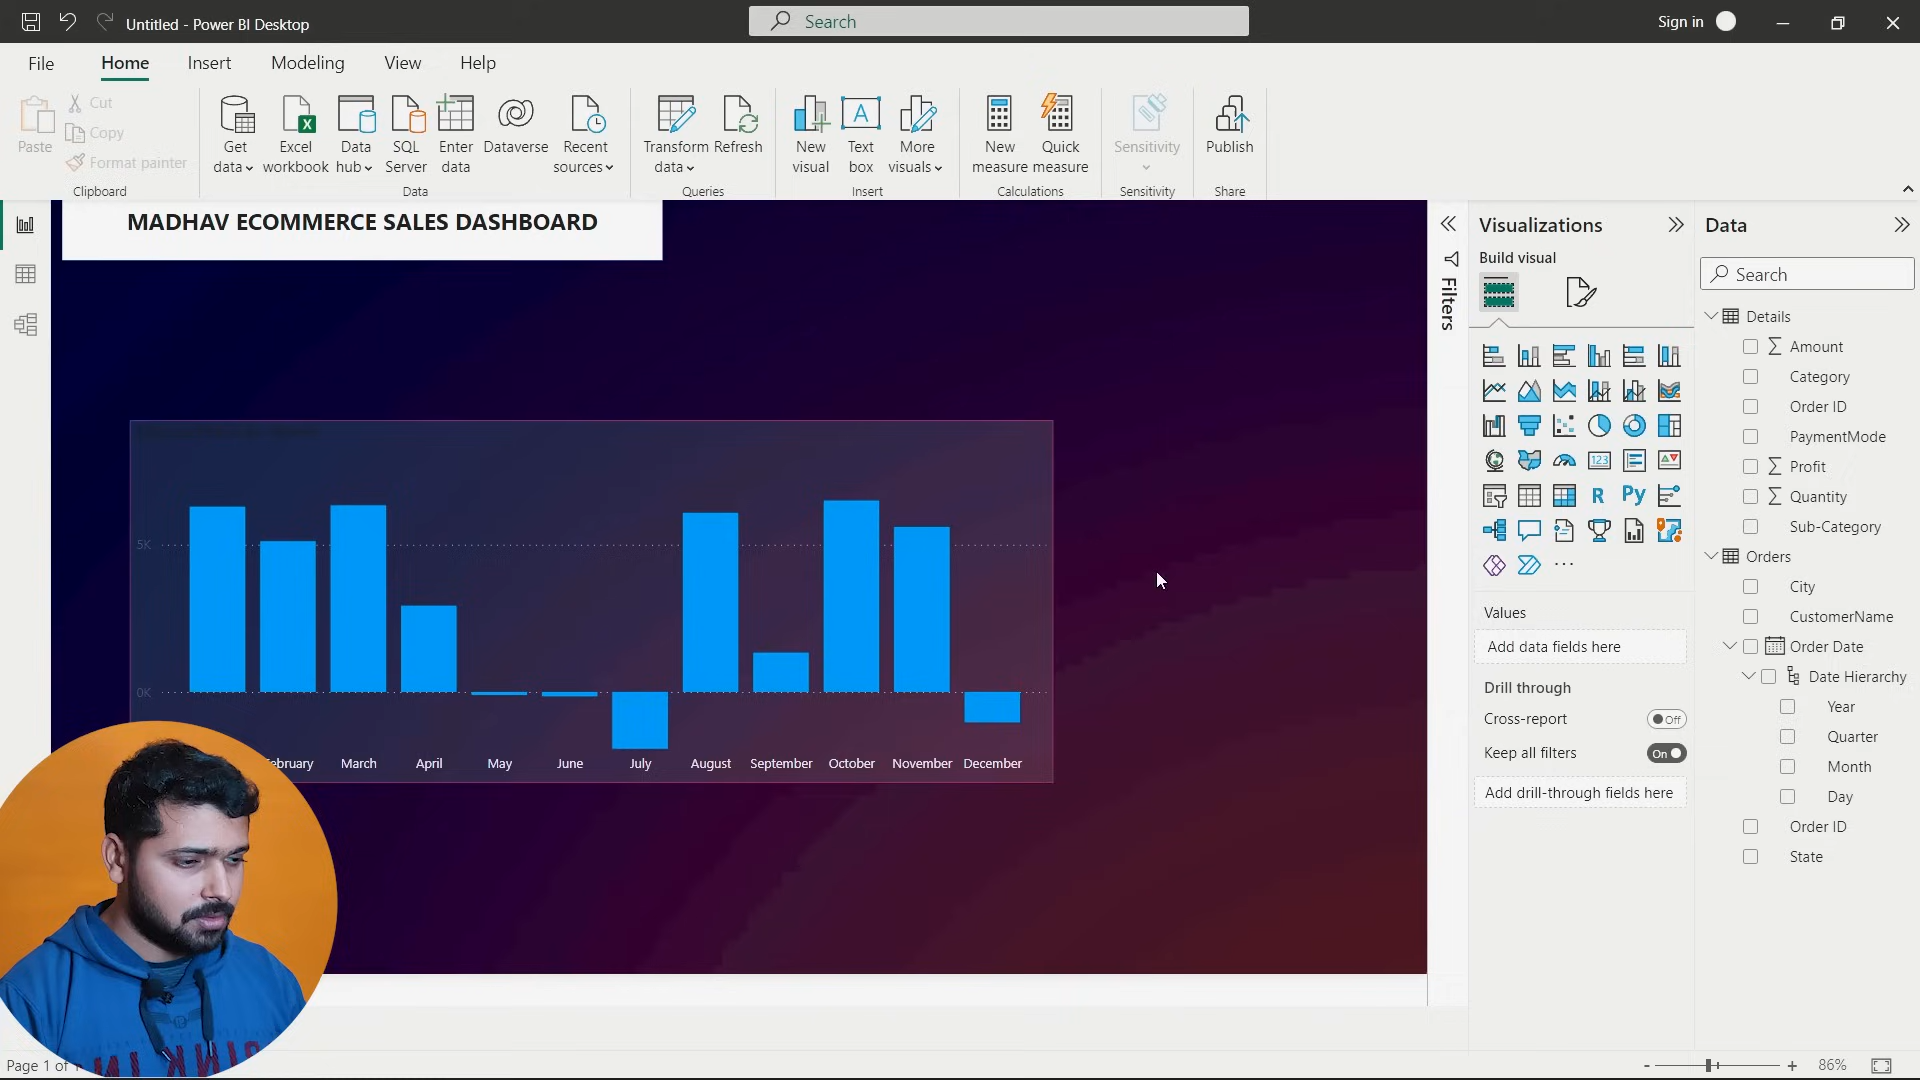 Untitled - Power BI Desktop
Search
Sign in
File
Home
Insert
Modeling
View
Help
Paste
Cut
Copy
Format painter
Clipboard
Get data
Excel workbook
Data hub
SQL Server
Enter data
Dataverse
Recent sources
Data
Transform data
Refresh
Queries
New visual
Text box
More visuals
Insert
New measure
Quick measure
Calculations
Sensitivity
Sensitivity
Publish
Share
MADHAV ECOMMERCE SALES DASHBOARD
5K
0K
March
April
May
June
July
August
September
October
November
December
Filters
Visualizations
Build visual
123
R
Py
Values
Add data fields here
Drill through
Cross-report
Off
Keep all filters
On
Add drill-through fields here
Data
Search
Details
Amount
Category
Order ID
PaymentMode
Profit
Quantity
Sub-Category
Orders
City
CustomerName
Order Date
Date Hierarchy
Year
Quarter
Month
Day
Order ID
State
Page 1 of
86%